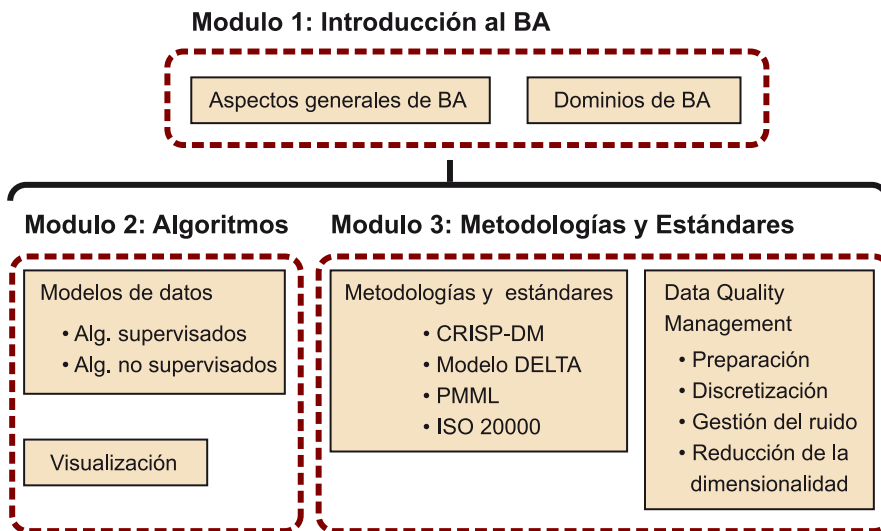 Modulo 1: Introducción al BA
Aspectos generales de BA
Dominios de BA
Modulo 2: Algoritmos
Modelos de datos
• Alg. supervisados
• Alg. no supervisados
Visualización
Modulo 3: Metodologías y Estándares
Metodologías y estándares
• CRISP-DM
• Modelo DELTA
• PMML
• ISO 20000
Data Quality
Management
• Preparación
• Discretización
• Gestión del ruido
• Reducción de la
dimensionalidad